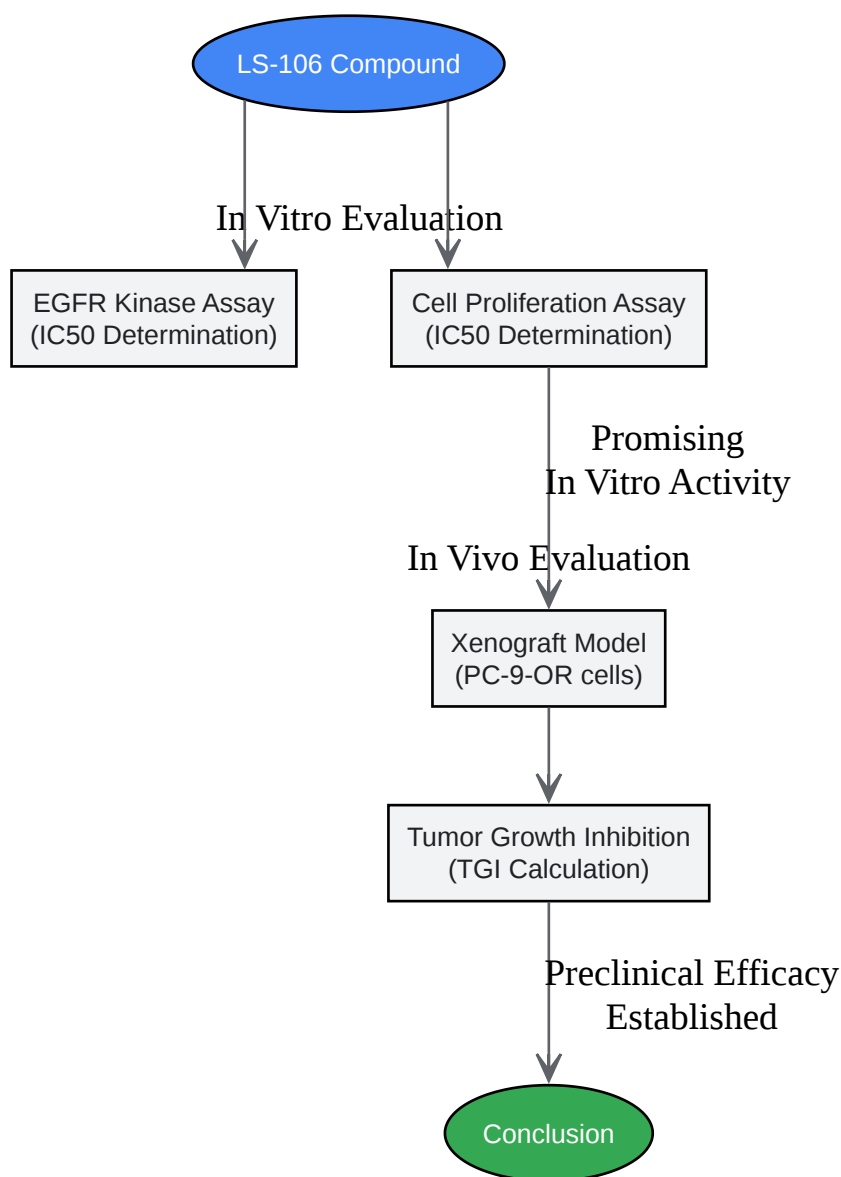 LS-106 Compound
In Vitro Evaluation
EGFR Kinase Assay
(IC50 Determination)
Cell Proliferation Assay
(IC50 Determination)
Promising
In Vitro Activity
In Vivo Evaluation
Xenograft Model
(PC-9-OR cells)
Tumor Growth Inhibition
(TGI Calculation)
Preclinical Efficacy
Established
Conclusion